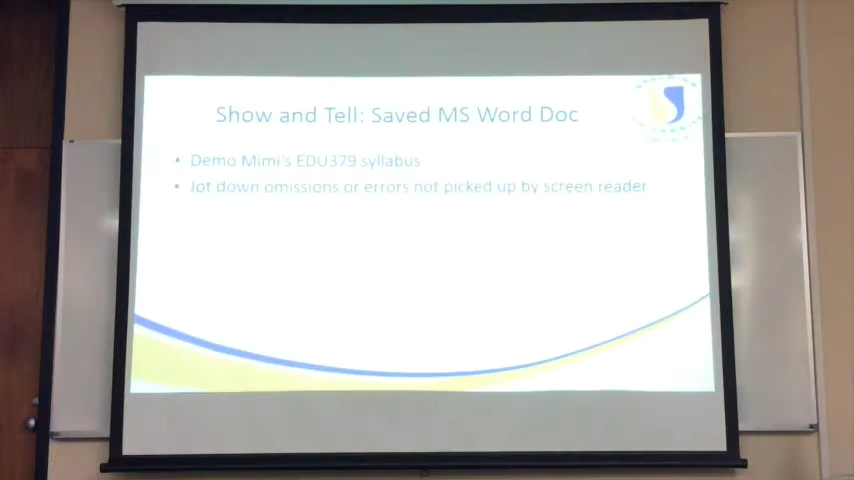 Show and Tell: Saved MS Word Doc
• Demo Mimi's EDU379 syllabus
• Jot down omissions or errors not picked up by screen reader